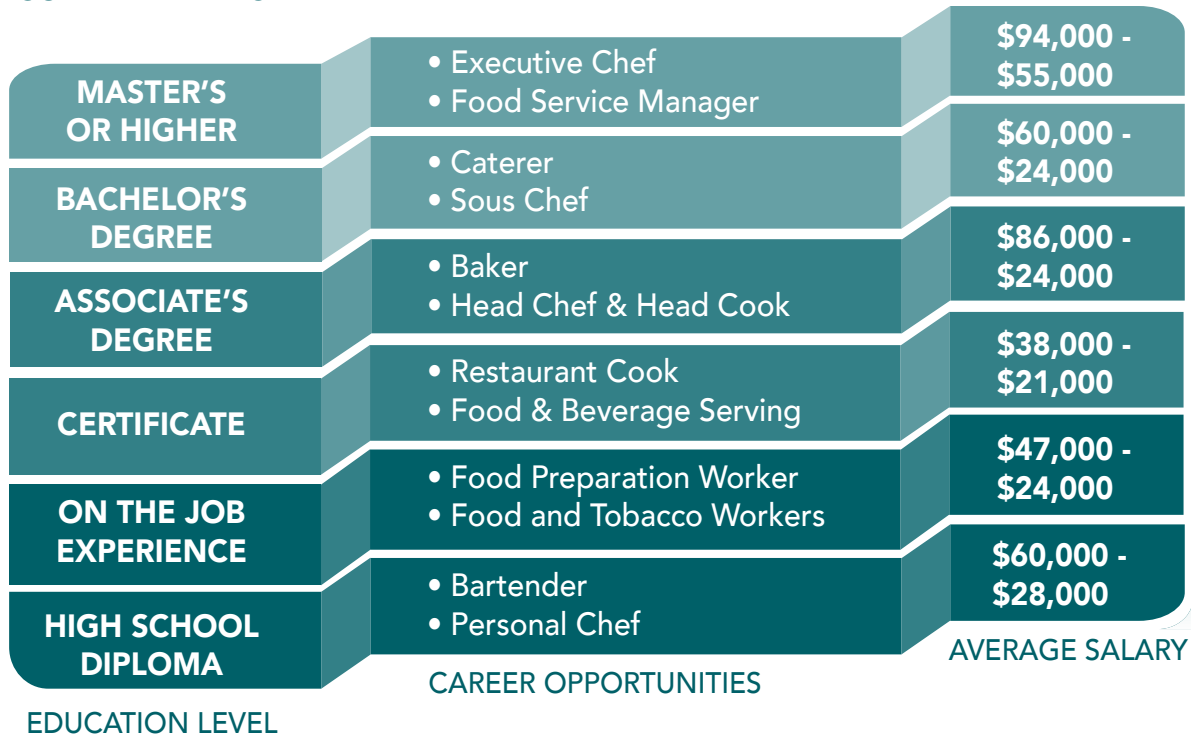 MASTER'S
OR HIGHER
• Executive Chef
• Food Service Manager
$94,000 -
$55,000
BACHELOR'S
DEGREE
• Caterer
• Sous Chef
$60,000 -
$24,000
ASSOCIATE'S
DEGREE
• Baker
• Head Chef & Head Cook
$86,000 -
$24,000
CERTIFICATE
• Restaurant Cook
• Food & Beverage Serving
$38,000 -
$21,000
ON THE JOB
EXPERIENCE
• Food Preparation Worker
• Food and Tobacco Workers
$47,000 -
$24,000
HIGH SCHOOL
DIPLOMA
• Bartender
• Personal Chef
$60,000 -
$28,000
EDUCATION LEVEL
CAREER OPPORTUNITIES
AVERAGE SALARY